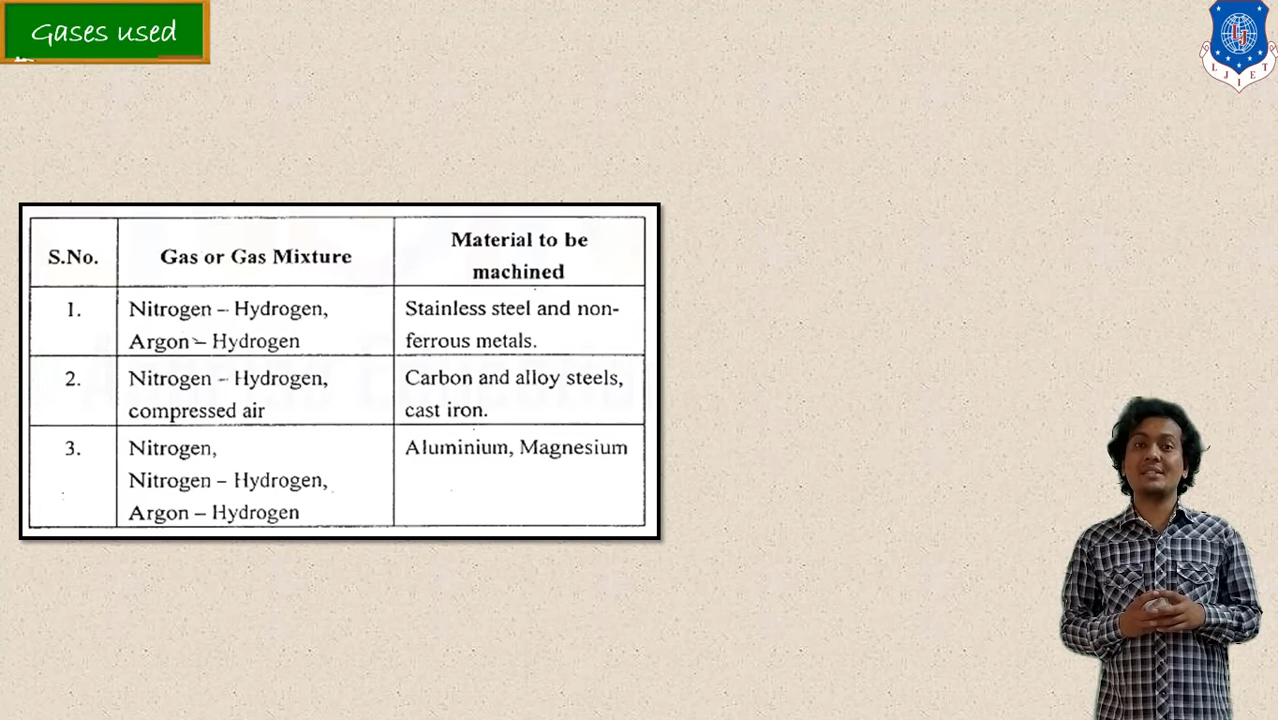 Gases used
LJIET
S.No.
Gas or Gas Mixture
Material to be
machined
1.
Nitrogen – Hydrogen,
Argon – Hydrogen
Stainless steel and non-
ferrous metals.
2.
Nitrogen – Hydrogen,
compressed air
Carbon and alloy steels,
cast iron.
3.
Nitrogen,
Nitrogen – Hydrogen,
Argon – Hydrogen
Aluminium, Magnesium